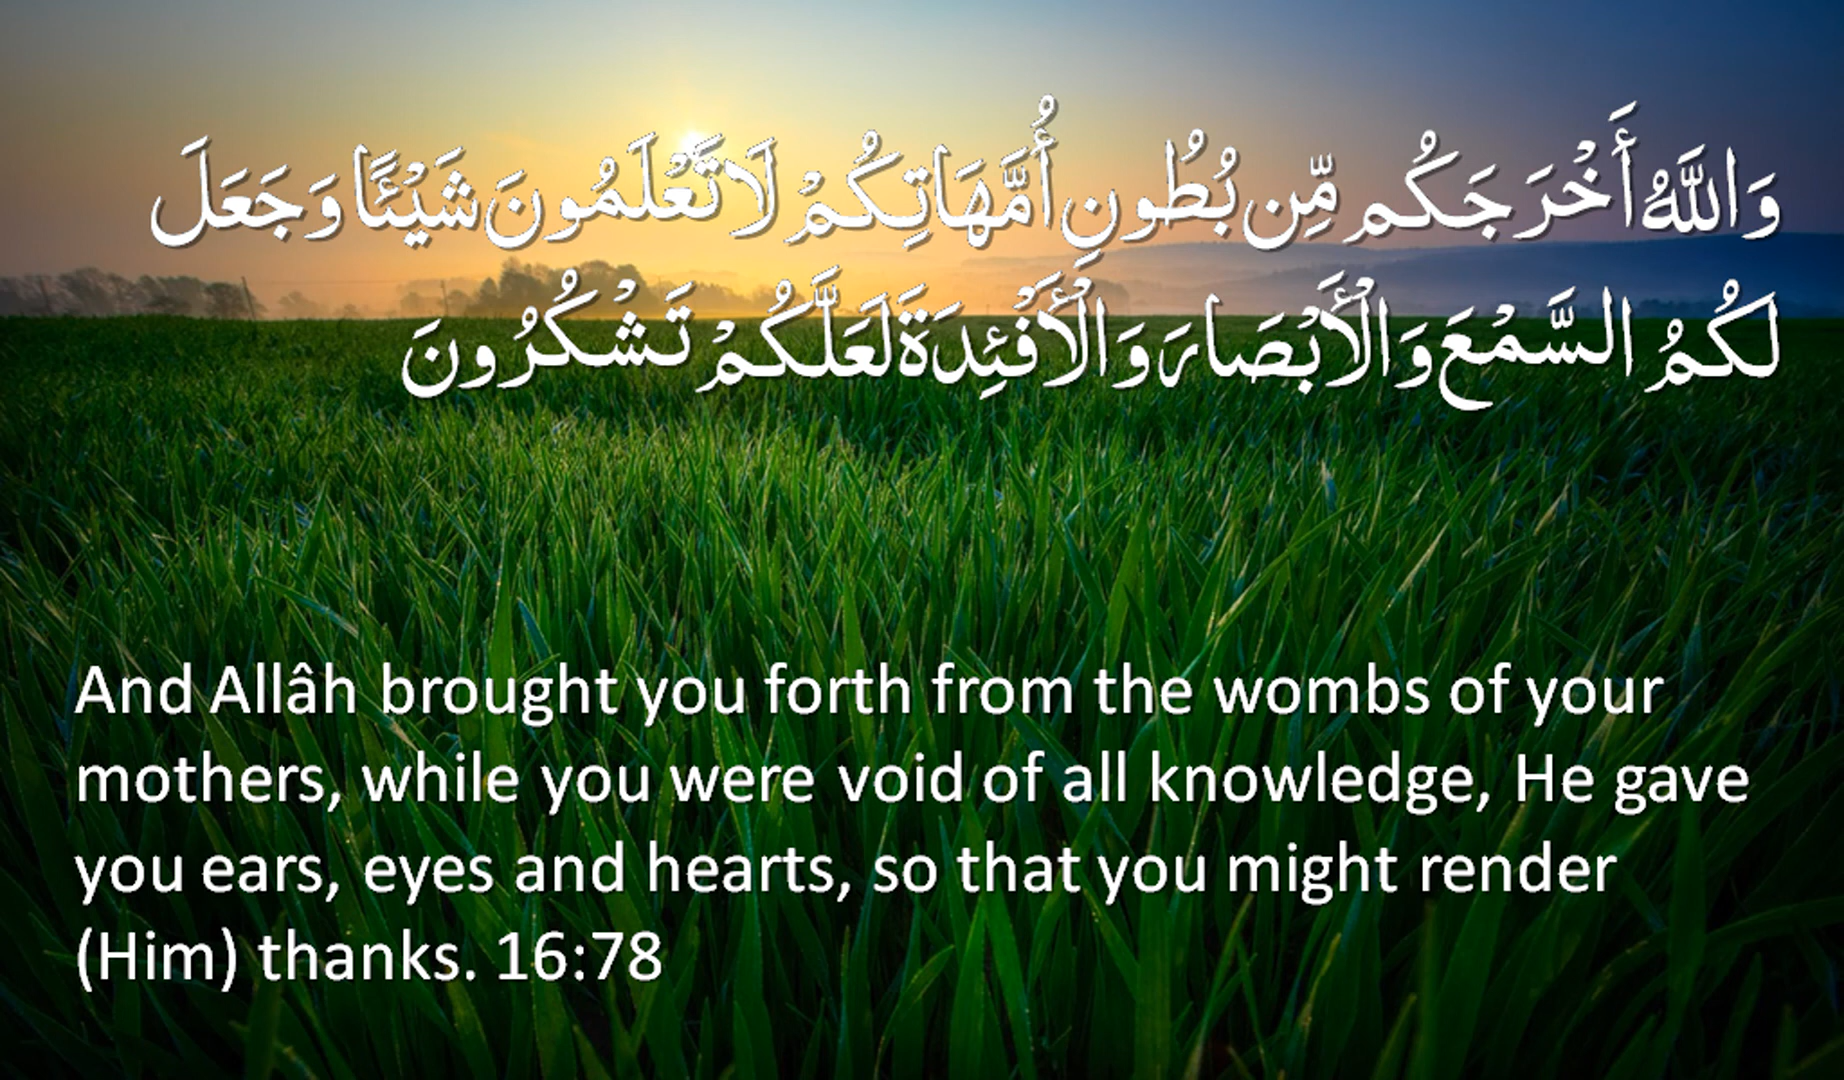 وَاللَّهُ أَخْرَجَكُم مِّن بُطُونِ أُمَّهَاتِكُمْ لَا تَعْلَمُونَ شَيْئًا وَجَعَلَ
لَكُمُ السَّمْعَ وَالْأَبْصَارَ وَالْأَفْئِدَةَ لَعَلَّكُمْ تَشْكُرُونَ
And Allâh brought you forth from the wombs of your
mothers, while you were void of all knowledge, He gave
you ears, eyes and hearts, so that you might render
(Him) thanks. 16:78